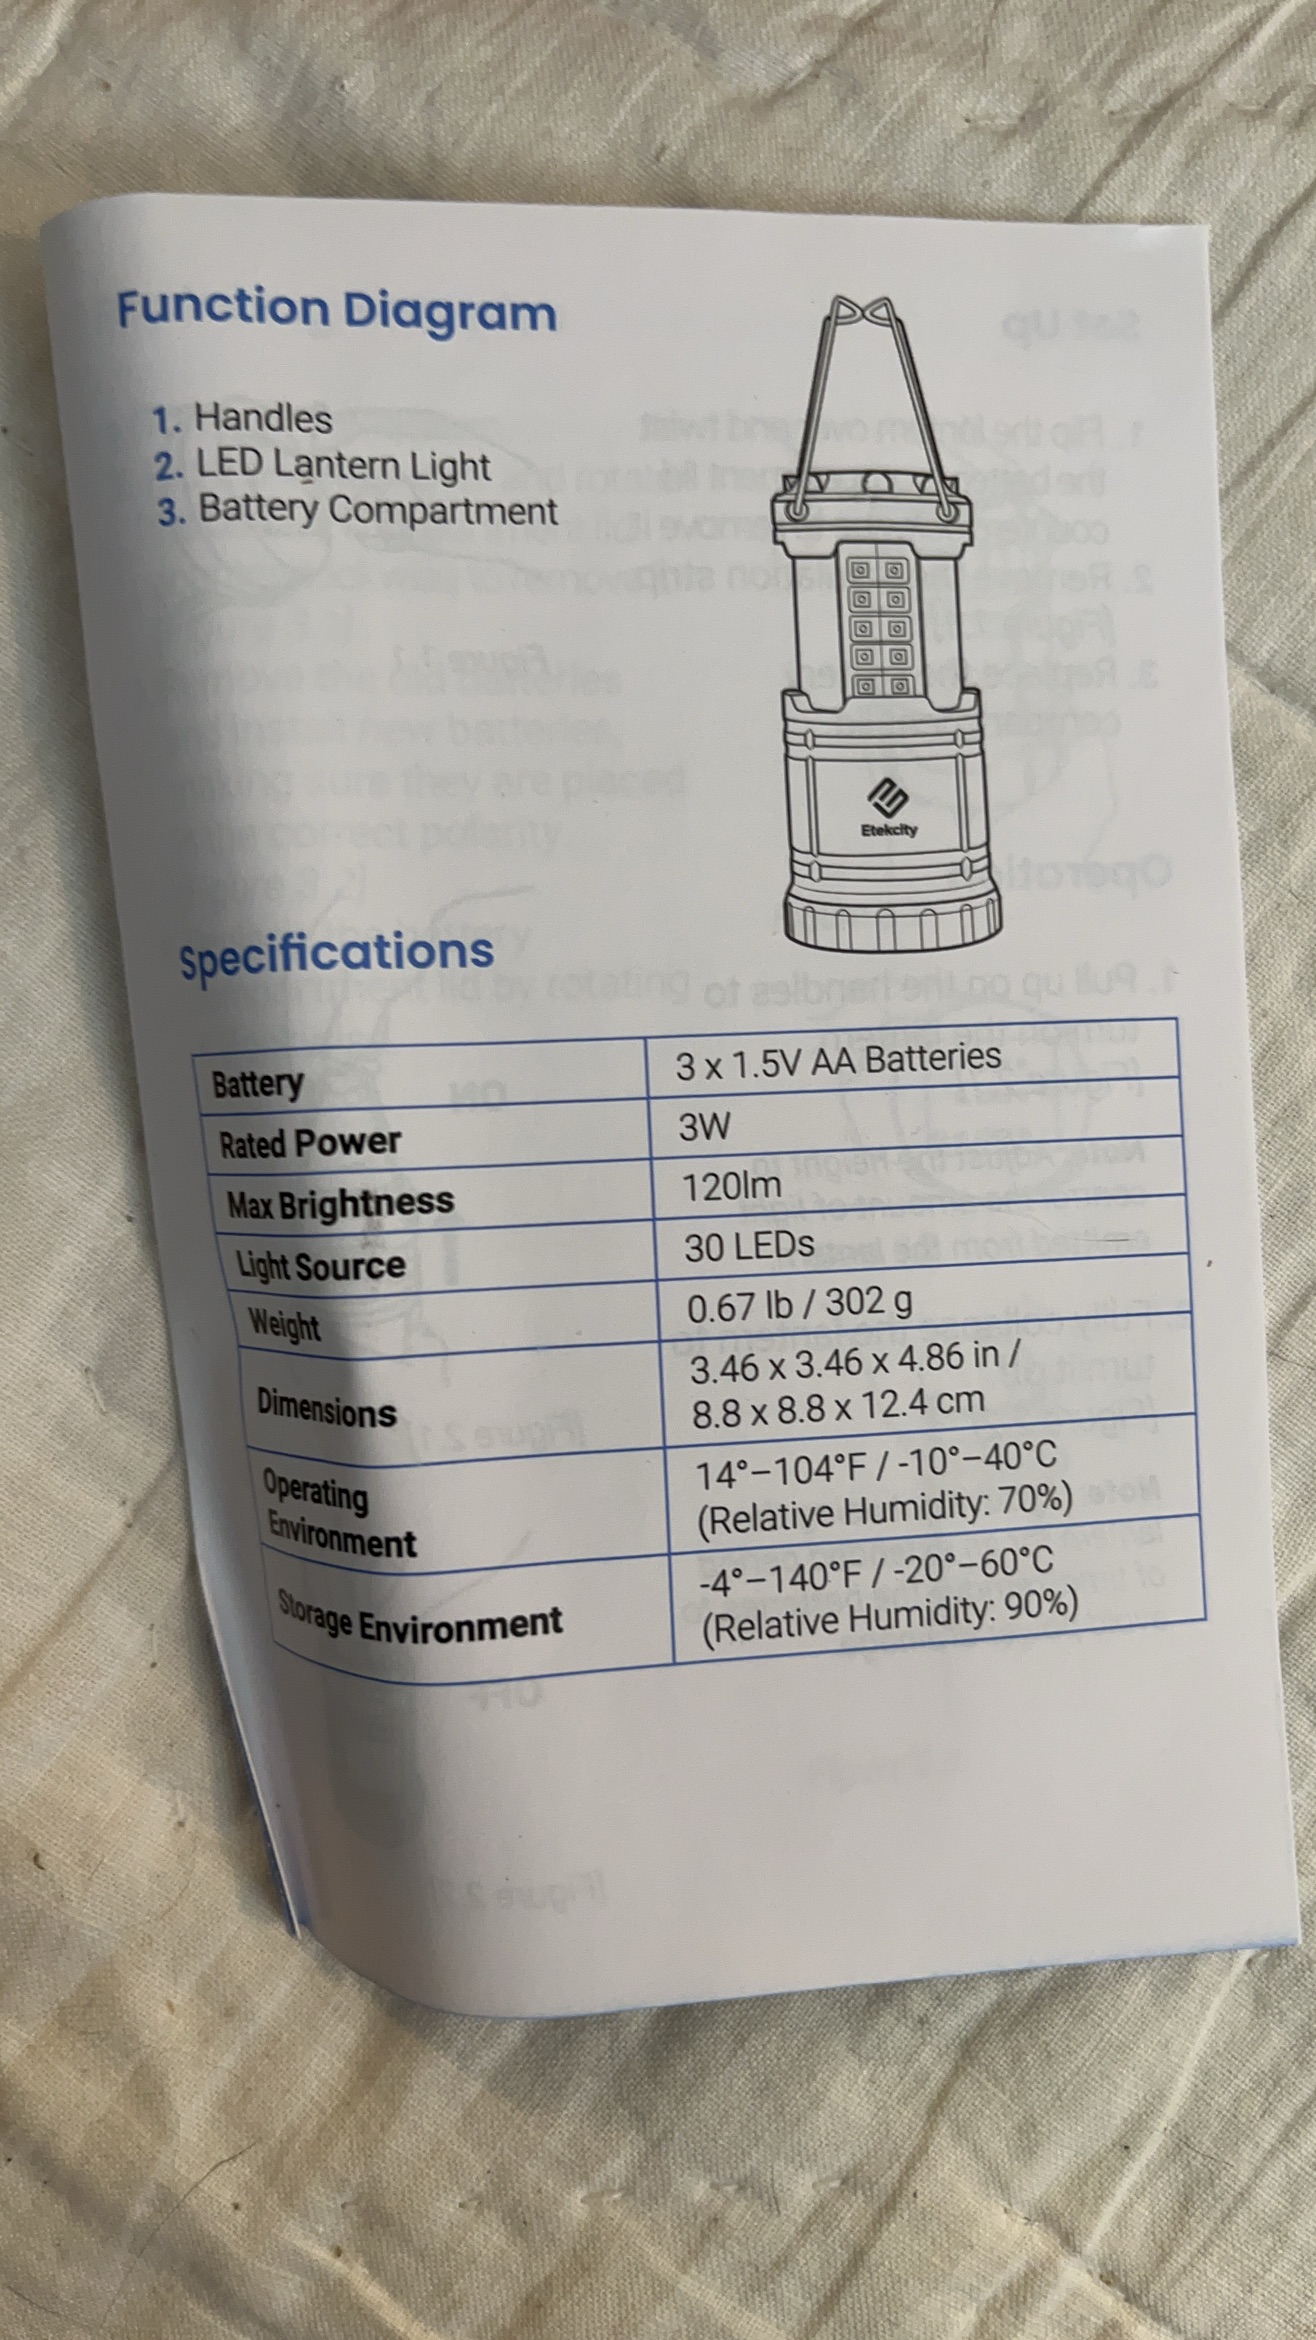 Function Diagram
1. Handles
2. LED Lantern Light
3. Battery Compartment
Etekcity
Specifications
Battery 3 x 1.5V AA Batteries
Rated Power 3W
Max Brightness 120lm
Light Source 30 LEDs
Weight 0.67 lb / 302 g
Dimensions 3.46 x 3.46 x 4.86 in /
8.8 x 8.8 x 12.4 cm
Operating
Environment
14°–104°F / -10°–40°C
(Relative Humidity: 70%)
Storage Environment
-4°–140°F / -20°–60°C
(Relative Humidity: 90%)